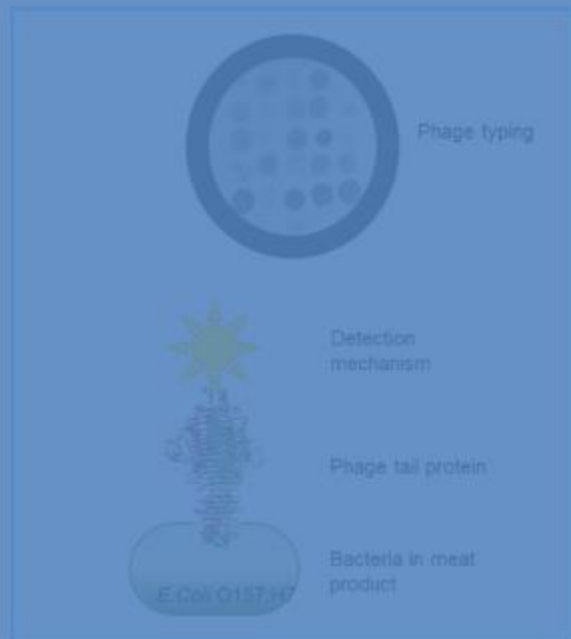 Phage typing
Detection
mechanism
Phage tail protein
Bacteria in meat
product
E.Coli O157:H7